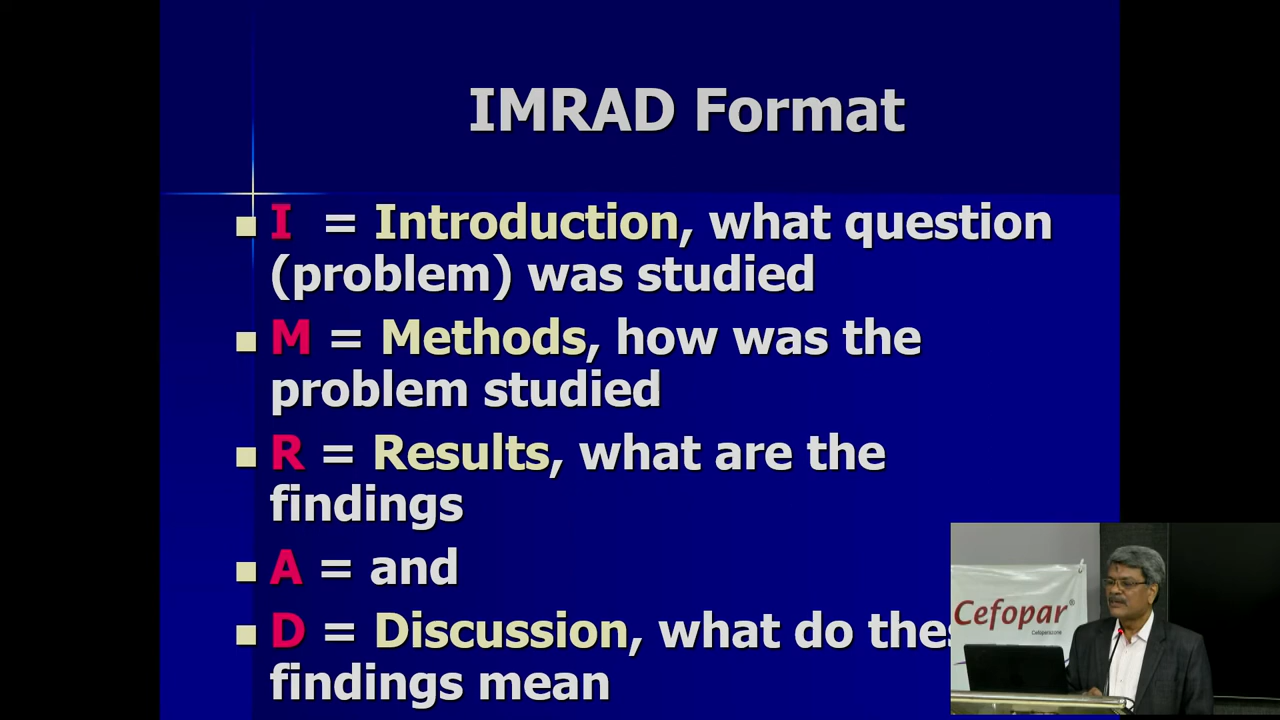 IMRAD Format
I = Introduction, what question
(problem) was studied
M = Methods, how was the
problem studied
R = Results, what are the
findings
A = and
D = Discussion, what do thes
findings mean
Cefopar®